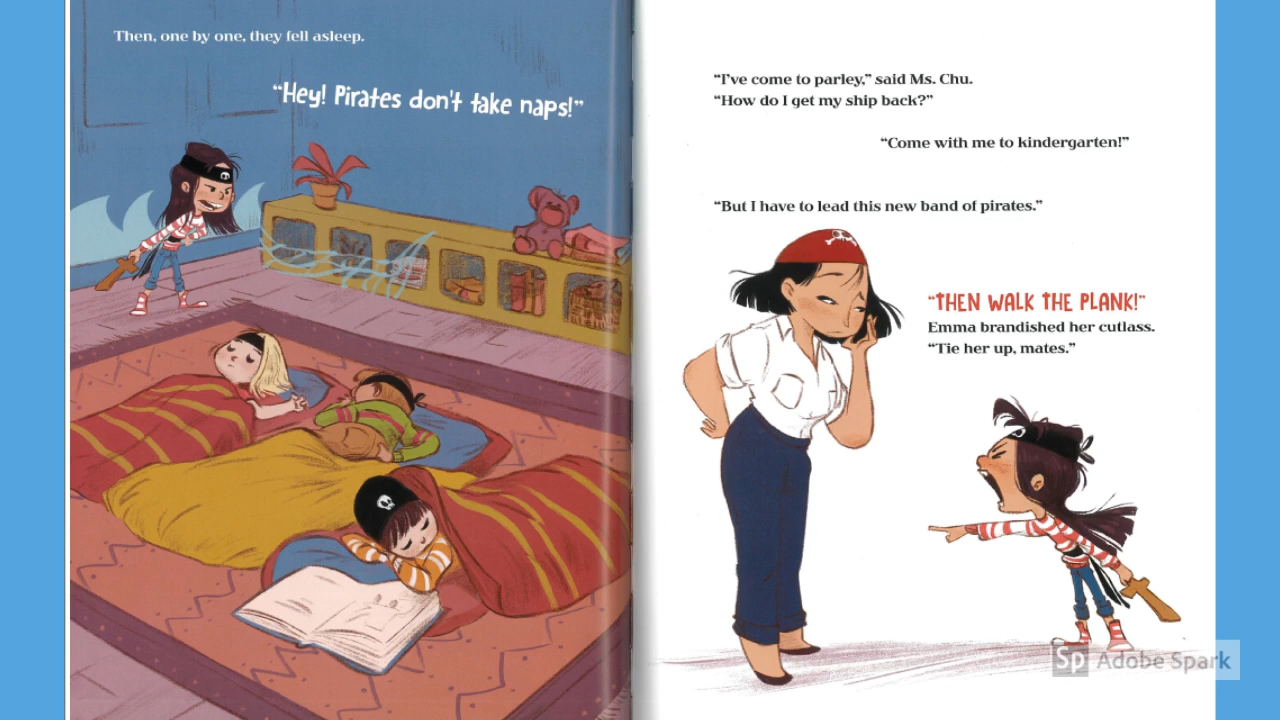 Then, one by one, they fell asleep.
“Hey! Pirates don't take naps!”
“I’ve come to parley,” said Ms. Chu.
“How do I get my ship back?”
“Come with me to kindergarten!”
“But I have to lead this new band of pirates.”
“THEN WALK THE PLANK!”
Emma brandished her cutlass.
“Tie her up, mates.”
Sp Adobe Spark